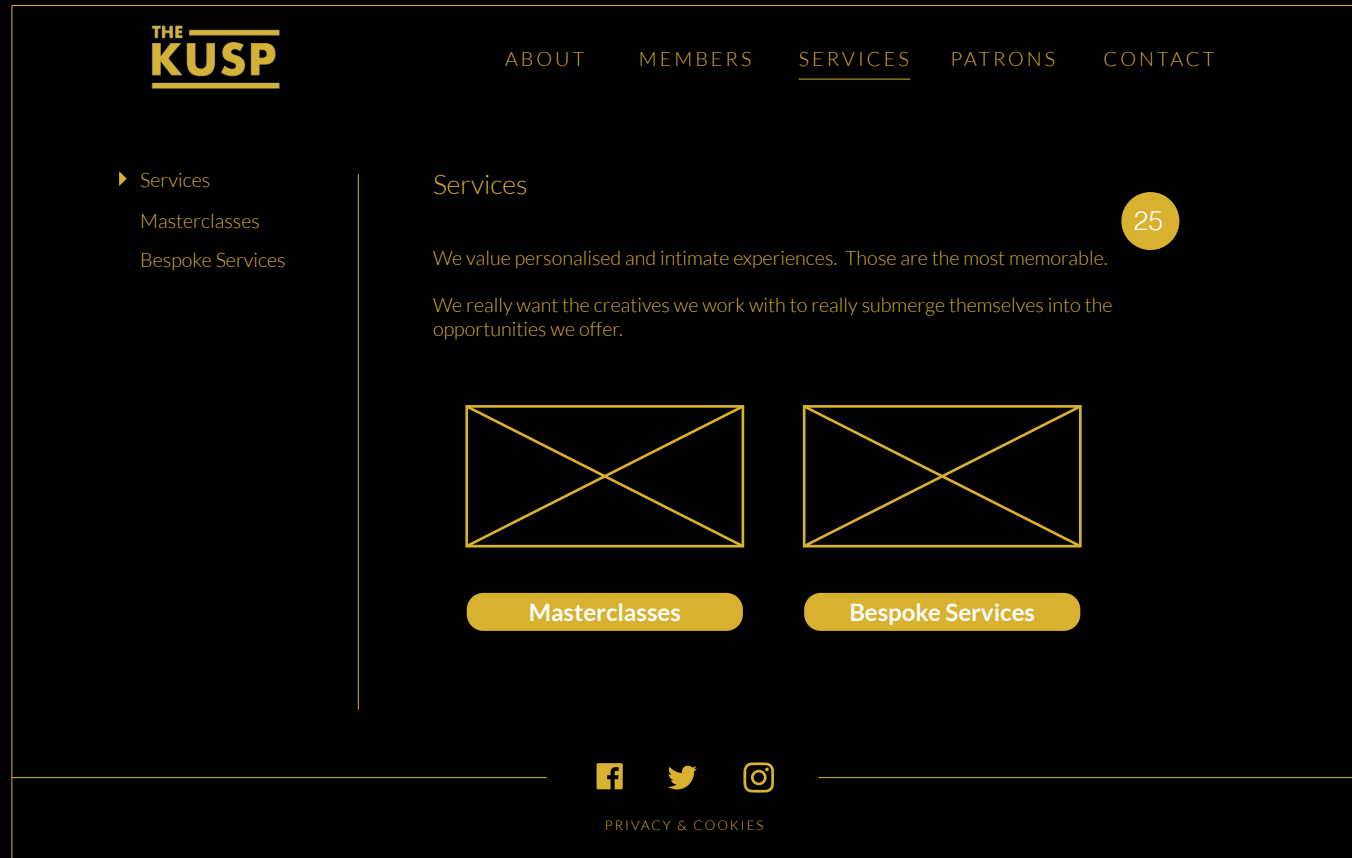 THE
KUSP
ABOUT MEMBERS SERVICES PATRONS CONTACT
Services
Masterclasses
Bespoke Services
Services
25
We value personalised and intimate experiences.  Those are the most memorable.
We really want the creatives we work with to really submerge themselves into the
opportunities we offer.
Masterclasses
Bespoke Services
PRIVACY & COOKIES